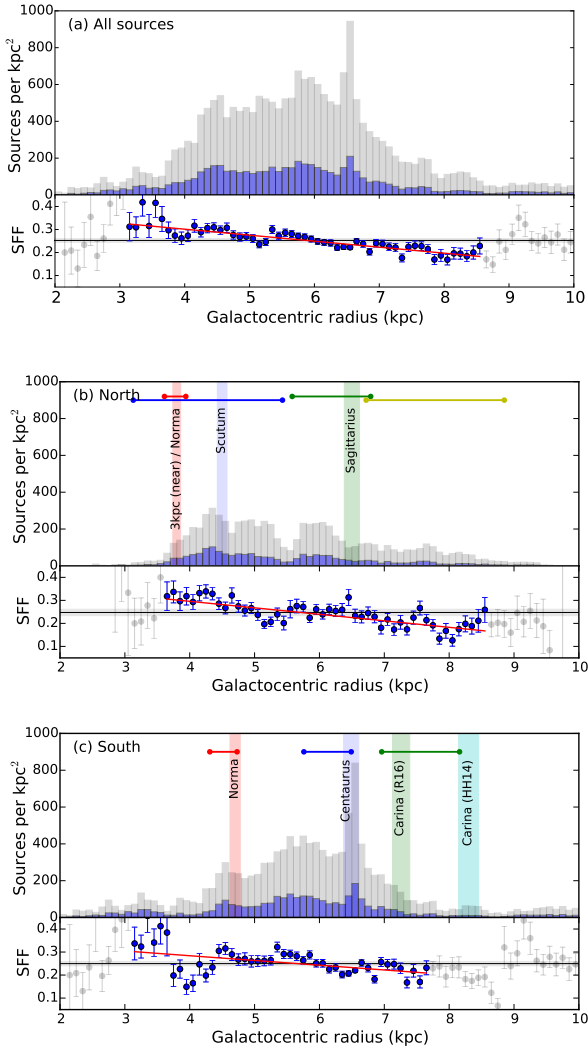 (a) All sources
Sources per kpc²
1000
800
600
400
200
0
SFF
0.4
0.3
0.2
0.1
2 3 4 5 6 7 8 9 10
Galactocentric radius (kpc)
(b) North
Sources per kpc²
1000
800
600
400
200
0
3kpc (near) / Norma
Scutum
Sagittarius
SFF
0.4
0.3
0.2
0.1
2 3 4 5 6 7 8 9 10
Galactocentric radius (kpc)
(c) South
Sources per kpc²
1000
800
600
400
200
0
Norma
Centaurus
Carina (R16)
Carina (HH14)
SFF
0.4
0.3
0.2
0.1
2 3 4 5 6 7 8 9 10
Galactocentric radius (kpc)